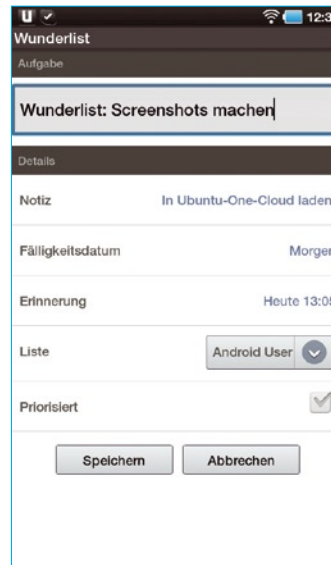 U 12:3
Wunderlist
Aufgabe
Wunderlist: Screenshots machen
Details
Notiz In Ubuntu-One-Cloud laden
Fälligkeitsdatum Morgen
Erinnerung Heute 13:05
Liste Android User
Priorisiert
Speichern Abbrechen